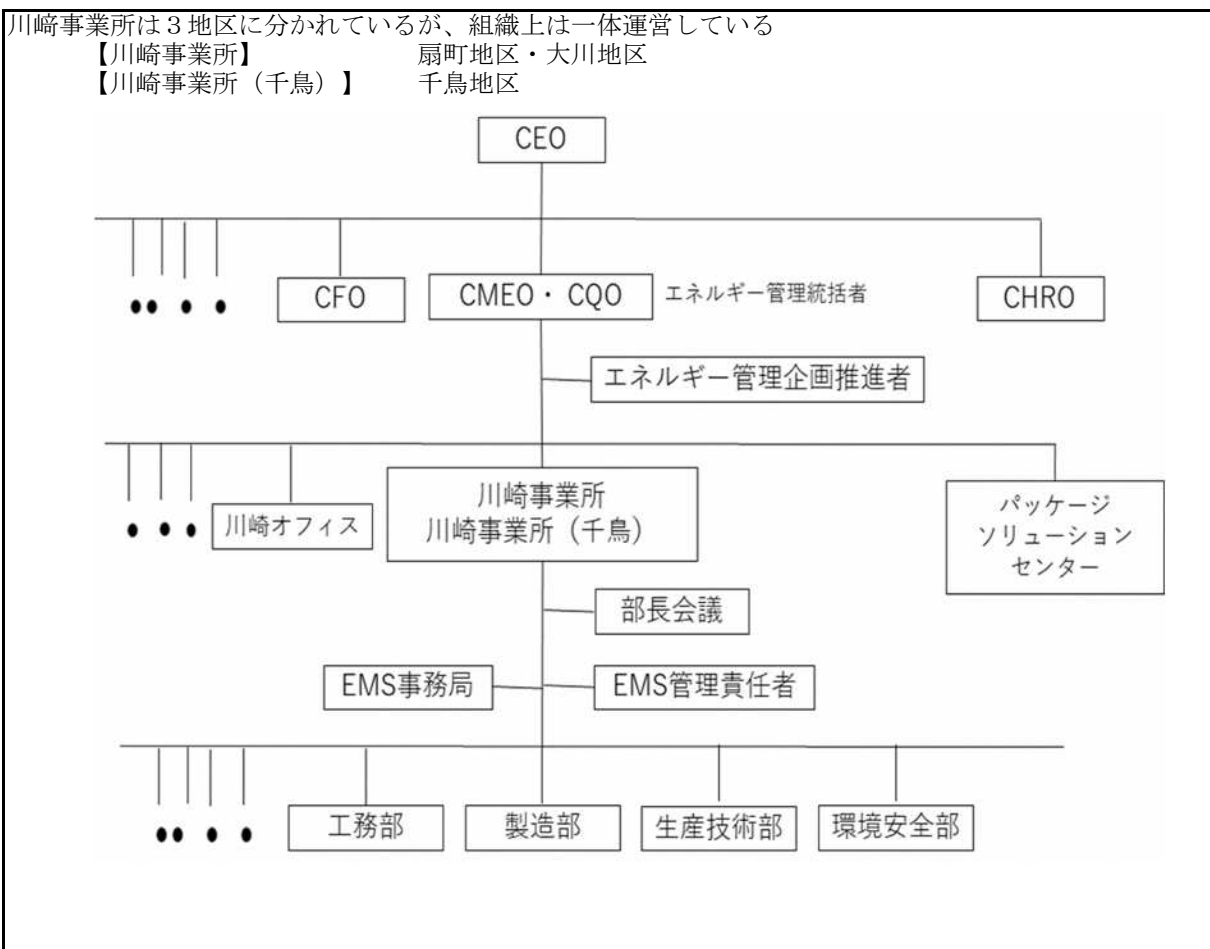 川﨑事業所は３地区に分かれているが、組織上は一体運営している
【川崎事業所】 扇町地区・大川地区
【川崎事業所（千鳥）】 千鳥地区
CEO
CFO
CMEO・CQO
エネルギー管理統括者
CHRO
エネルギー管理企画推進者
川崎オフィス
川崎事業所
川崎事業所（千鳥）
パッケージ
ソリューション
センター
部長会議
EMS事務局
EMS管理責任者
工務部
製造部
生産技術部
環境安全部